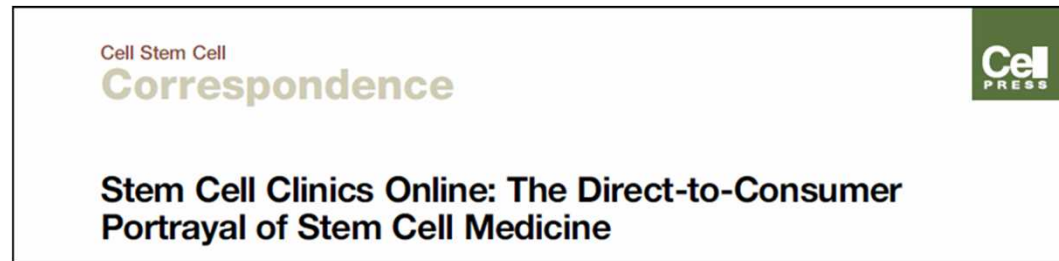 Cell Stem Cell
Correspondence
Cell
PRESS
Stem Cell Clinics Online: The Direct-to-Consumer
Portrayal of Stem Cell Medicine